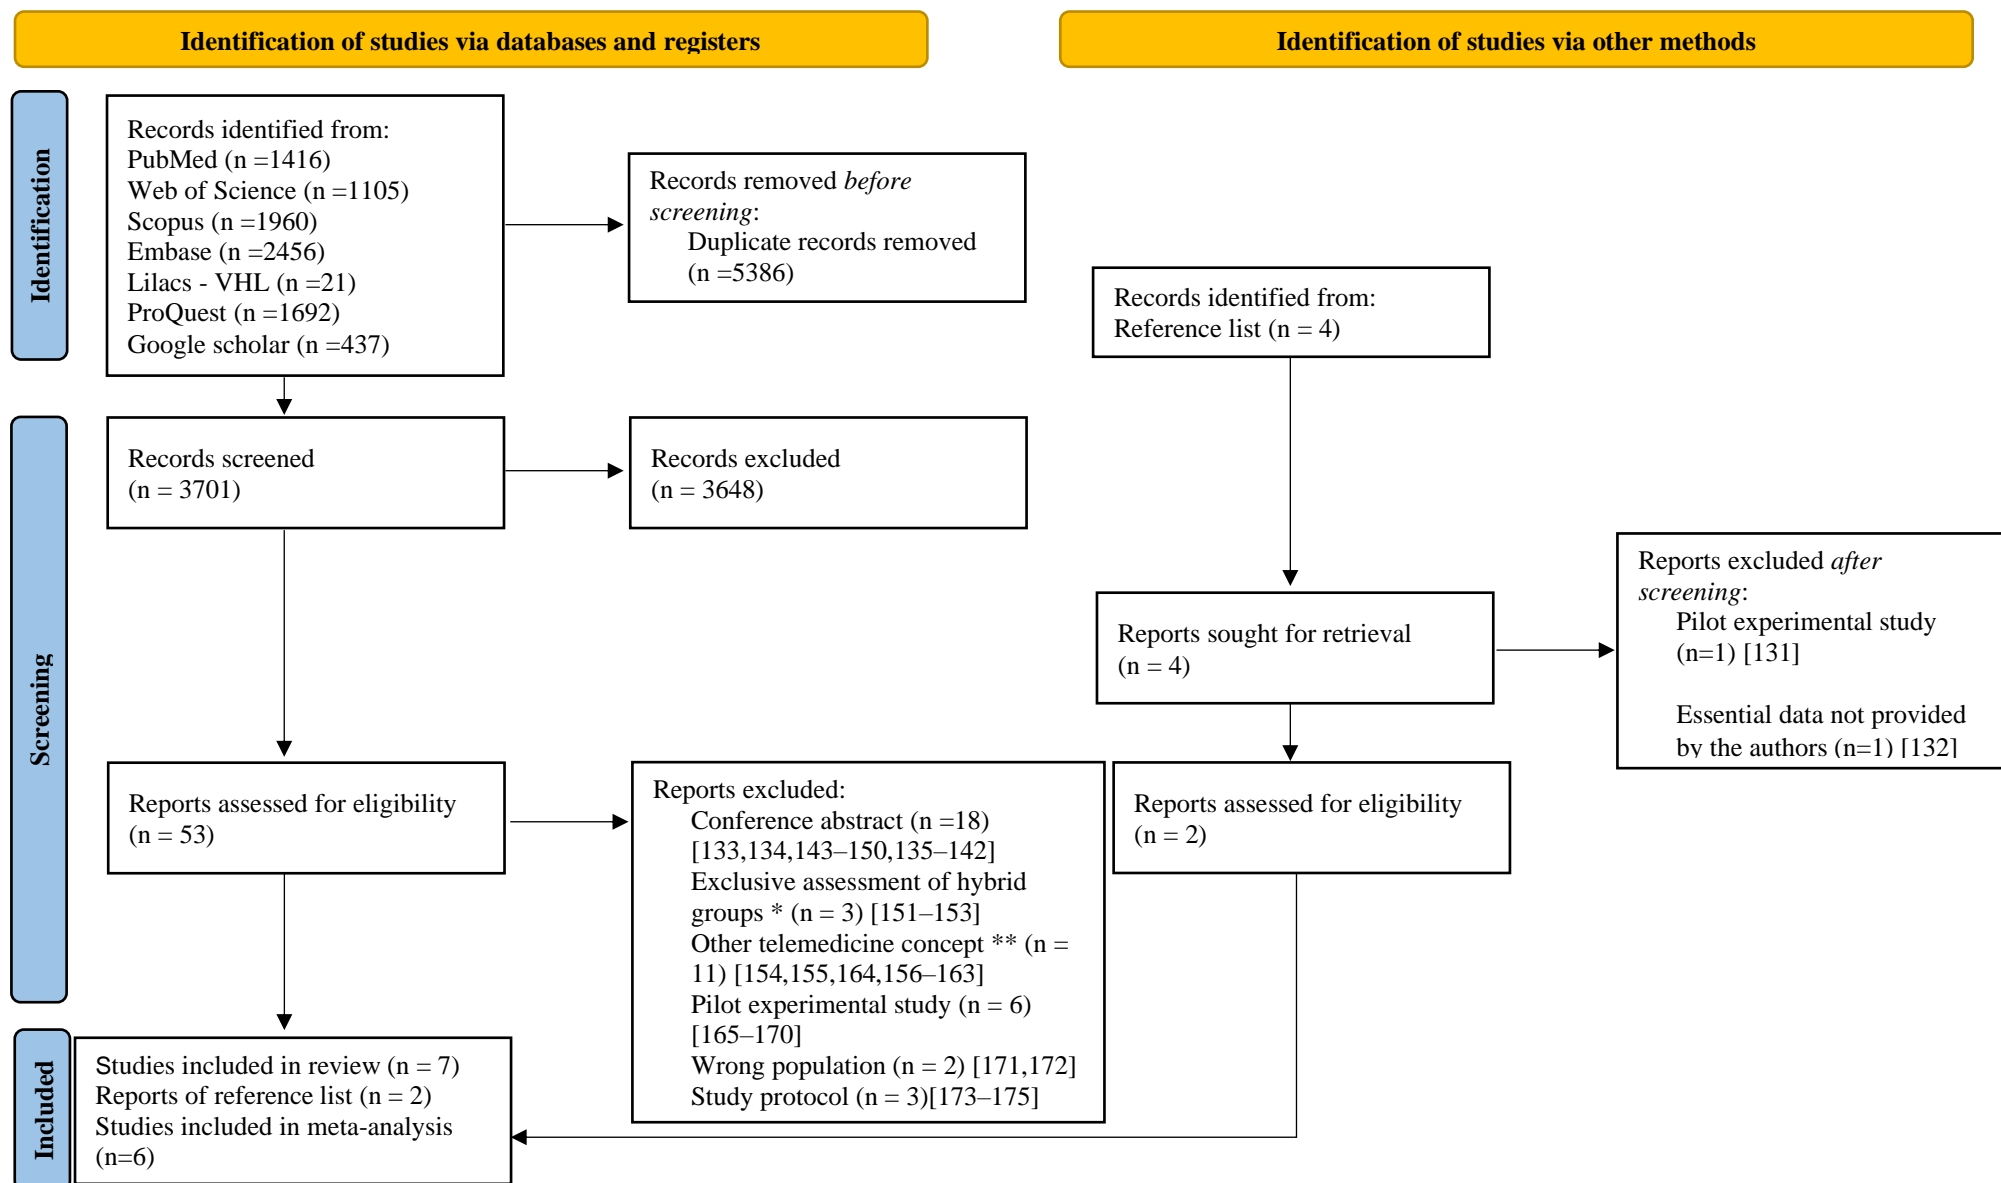 Identification of studies via databases and registers
Identification of studies via other methods
Identification
Records identified from:
PubMed (n =1416)
Web of Science (n =1105)
Scopus (n =1960)
Embase (n =2456)
Lilacs - VHL (n =21)
ProQuest (n =1692)
Google scholar (n =437)
Records removed before
screening:
Duplicate records removed
(n =5386)
Records identified from:
Reference list (n = 4)
Screening
Records screened
(n = 3701)
Records excluded
(n = 3648)
Reports sought for retrieval
(n = 4)
Reports excluded after
screening:
Pilot experimental study
(n=1) [131]
Essential data not provided
by the authors (n=1) [132]
Reports assessed for eligibility
(n = 53)
Reports excluded:
Conference abstract (n =18)
[133,134,143–150,135–142]
Exclusive assessment of hybrid
groups * (n = 3) [151–153]
Other telemedicine concept ** (n =
11) [154,155,164,156–163]
Pilot experimental study (n = 6)
[165–170]
Wrong population (n = 2) [171,172]
Study protocol (n = 3)[173–175]
Reports assessed for eligibility
(n = 2)
Included
Studies included in review (n = 7)
Reports of reference list (n = 2)
Studies included in meta-analysis
(n=6)